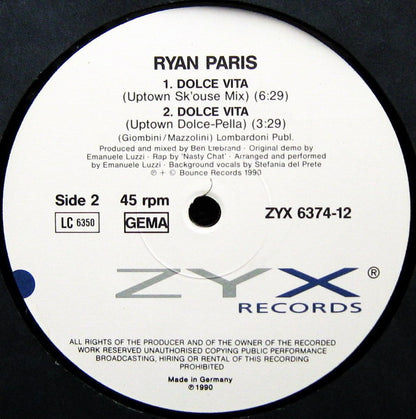 RYAN PARIS
1. DOLCE VITA
(Uptown Sk'ouse Mix) (6:29)
2. DOLCE VITA
(Uptown Dolce-Pella) (3:29)
(Giombini/Mazzolini) Lombardoni Publ.
Produced and mixed by Ben Liebrand · Original demo by
Emanuele Luzzi · Rap by 'Nasty Chat' · Arranged and performed
by Emanuele Luzzi · Background vocals by Stefania del Prete
℗ + © Bounce Records 1990
Side 2 45 rpm
LC 6350 GEMA ZYX 6374-12
ZYX ®
RECORDS
ALL RIGHTS OF THE PRODUCER AND OF THE OWNER OF THE RECORDED
WORK RESERVED UNAUTHORISED COPYING PUBLIC PERFORMANCE
BROADCASTING, HIRING OR RENTAL OF THIS RECORDING
PROHIBITED
Made in Germany
℗ 1990